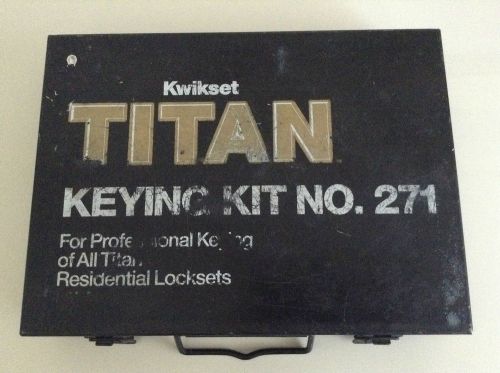 Kwikset
TITAN
KEYING KIT NO. 271
For Professional Keying
of All Titan
Residential Locksets